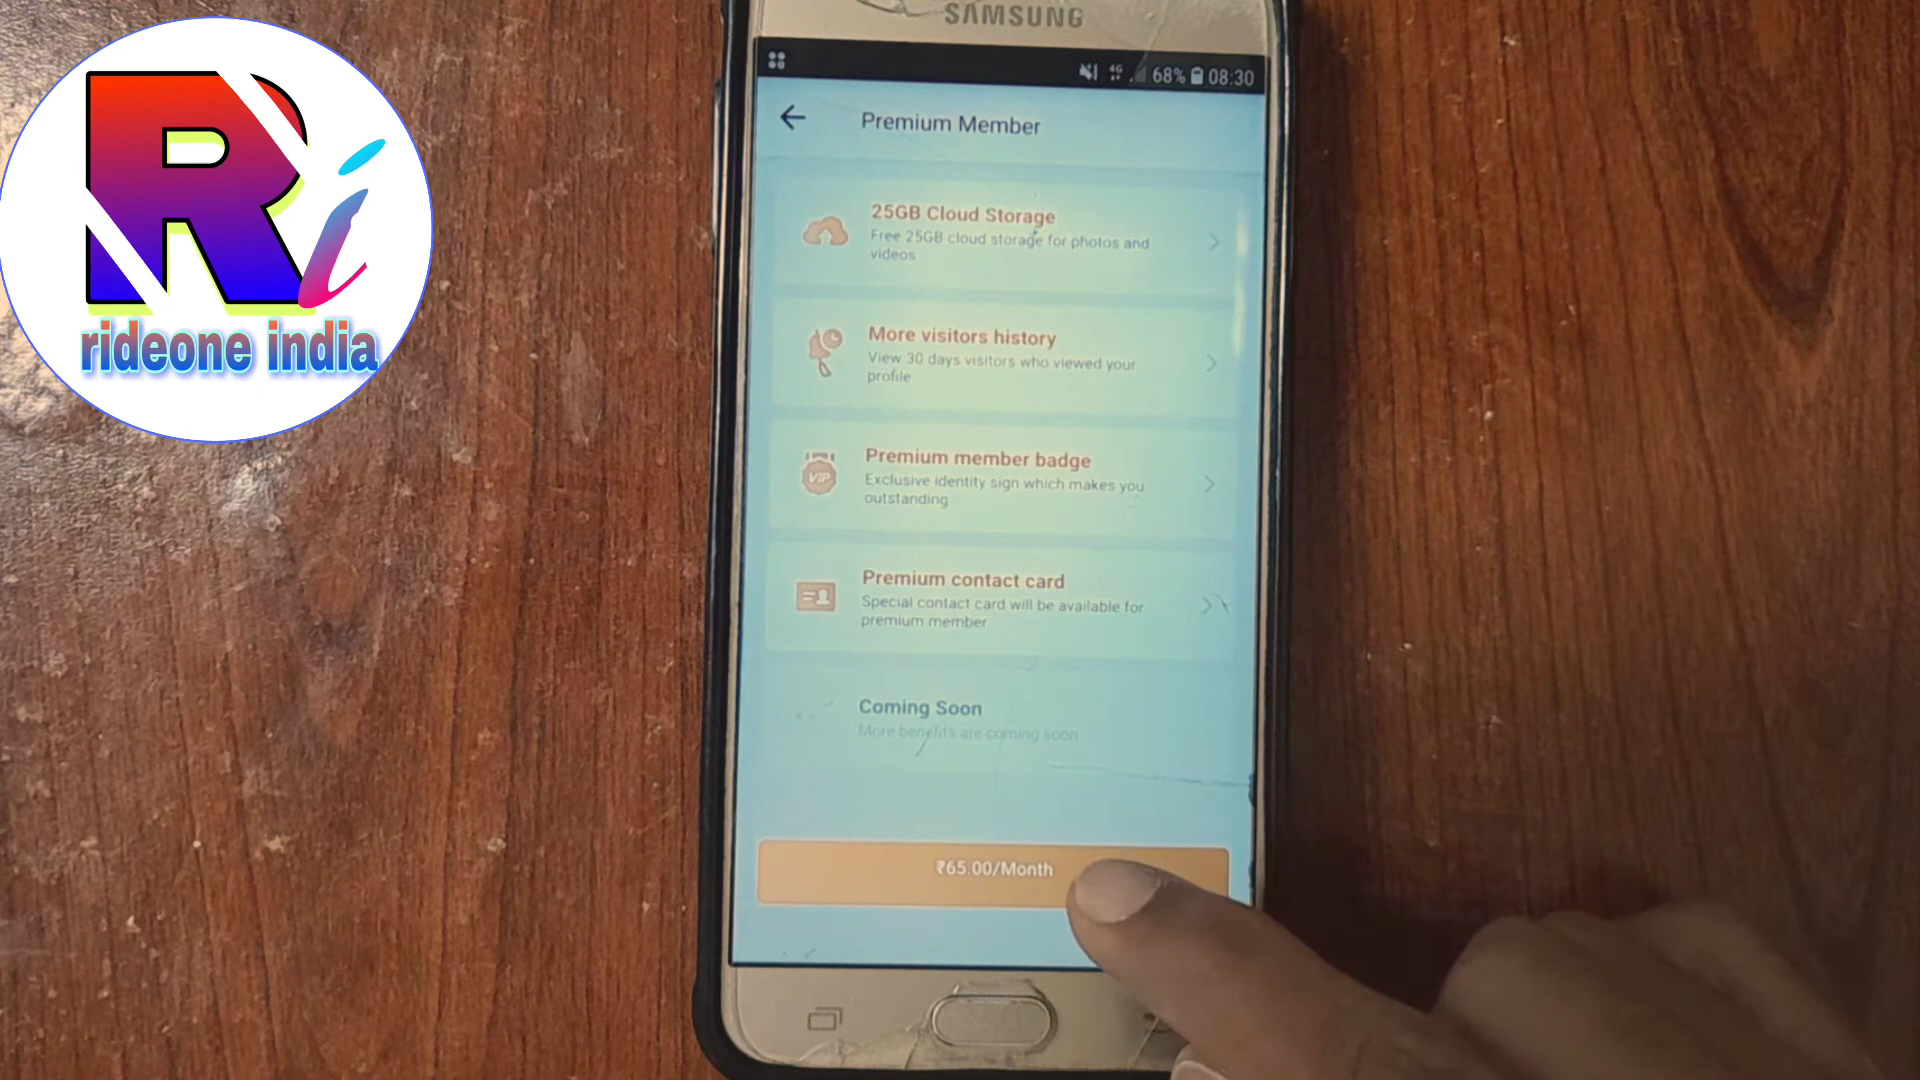 SAMSUNG
4G 68% 08:30
Premium Member
25GB Cloud Storage
Free 25GB cloud storage for photos and
videos
More visitors history
View 30 days visitors who viewed your
profile
Premium member badge
VIP
Exclusive identity sign which makes you
outstanding
Premium contact card
Special contact card will be available for
premium member
Coming Soon
More benefits are coming soon
₹65.00/Month
Ri
rideone india